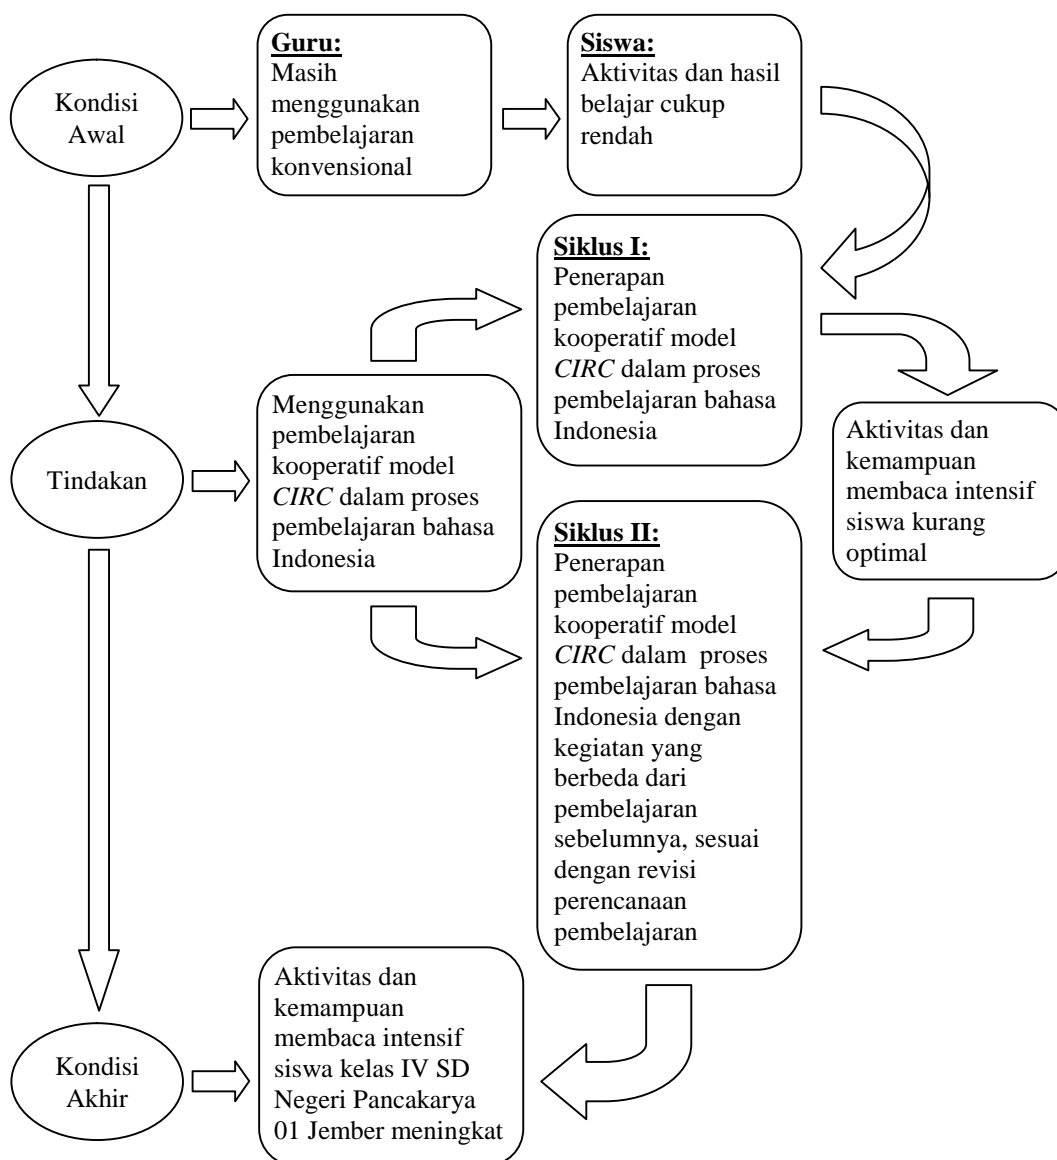 Kondisi
Awal
Guru:
Masih
menggunakan
pembelajaran
konvensional
Siswa:
Aktivitas dan hasil
belajar cukup
rendah
Siklus I:
Penerapan
pembelajaran
kooperatif model
CIRC dalam proses
pembelajaran bahasa
Indonesia
Tindakan
Menggunakan
pembelajaran
kooperatif model
CIRC dalam proses
pembelajaran bahasa
Indonesia
Aktivitas dan
kemampuan
membaca intensif
siswa kurang
optimal
Siklus II:
Penerapan
pembelajaran
kooperatif model
CIRC dalam proses
pembelajaran bahasa
Indonesia dengan
kegiatan yang
berbeda dari
pembelajaran
sebelumnya, sesuai
dengan revisi
perencanaan
pembelajaran
Kondisi
Akhir
Aktivitas dan
kemampuan
membaca intensif
siswa kelas IV SD
Negeri Pancakarya
01 Jember meningkat